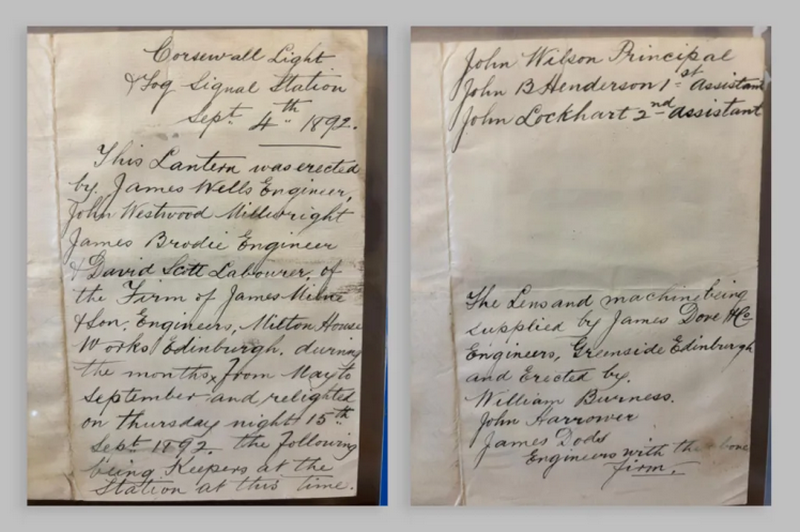 Corsewall Light
& Fog Signal Station
Sept 4th 1892.
This Lantern was erected
by James Wells Engineer,
John Westwood Millwright
James Brodie Engineer
& David Scott Labourer, of
the Firm of James Milne
& Son, Engineers, Milton House
Works Edinburgh, during
the months from May to
September and relighted
on thursday night 15th
Sept 1892. the following
being Keepers at the
Station at this time.
John Wilson Principal
John B Henderson 1st assistant
John Lockhart 2nd assistant
The Lens and machine being
supplied by James Dove & Co
Engineers, Greenside Edinburgh
and Erected by,
William Burness.
John Harrower
James Dods
Engineers with the above
firm.